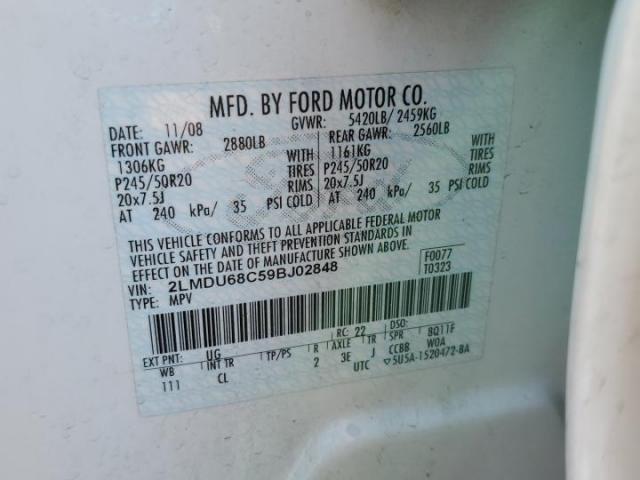 MFD. BY FORD MOTOR CO.
DATE: 11/08 GVWR: 5420LB/ 2459KG
FRONT GAWR: 2880LB REAR GAWR: 2560LB
1306KG WITH 1161KG WITH
P245/50R20 TIRES P245/50R20 TIRES
20x7.5J RIMS 20x7.5J RIMS
AT 240 kPa/ 35 PSI COLD AT 240 kPa/ 35 PSI COLD
THIS VEHICLE CONFORMS TO ALL APPLICABLE FEDERAL MOTOR
VEHICLE SAFETY AND THEFT PREVENTION STANDARDS IN
EFFECT ON THE DATE OF MANUFACTURE SHOWN ABOVE.
VIN: 2LMDU68C59BJ02848 F0077
TYPE: MPV T0323
EXT PNT: UG RC: 22 DSO:
WB INT TR TP/PS R AXLE TR SPR BQ11F
111 CL 2 3E J CCBB W0A
UTC ▽5U5A-1520472-BA